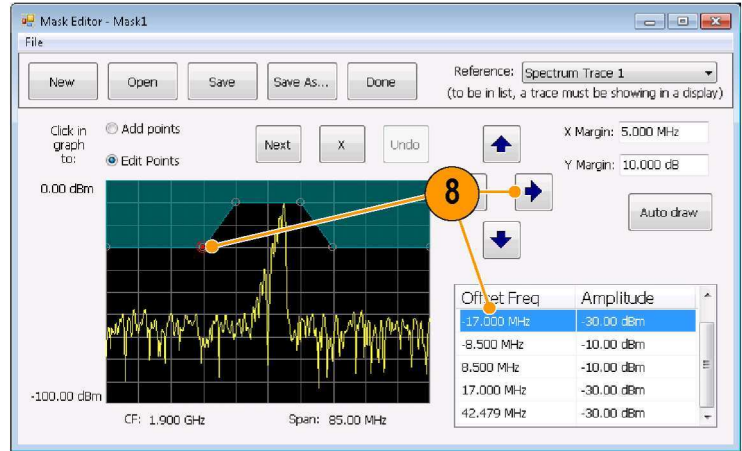 Mask Editor - Mask1
File
New Open Save Save As... Done
Reference: Spectrum Trace 1
(to be in list, a trace must be showing in a display)
Click in graph to:
Add points
Edit Points
Next X Undo
X Margin: 5.000 MHz
Y Margin: 10.000 dB
Auto draw
8
0.00 dBm
-100.00 dBm
CF: 1.900 GHz Span: 85.00 MHz
Offset Freq Amplitude
-17.000 MHz -30.00 dBm
-8.500 MHz -10.00 dBm
8.500 MHz -10.00 dBm
17.000 MHz -30.00 dBm
42.479 MHz -30.00 dBm